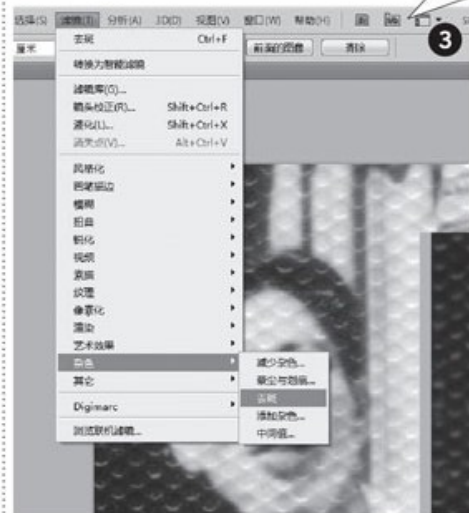 选择(S) 滤镜(T) 分析(A) 3D(D) 视图(V) 窗口(W) 帮助(H) Br Mb
3
厘米 前面的图像 清除
去斑 Ctrl+F
转换为智能滤镜
滤镜库(G)...
镜头校正(R)... Shift+Ctrl+R
液化(L)... Shift+Ctrl+X
消失点(V)... Alt+Ctrl+V
风格化
画笔描边
模糊
扭曲
锐化
视频
素描
纹理
像素化
渲染
艺术效果
杂色
减少杂色...
其它
蒙尘与划痕...
去斑
Digimarc
添加杂色...
浏览联机滤镜...
中间值...